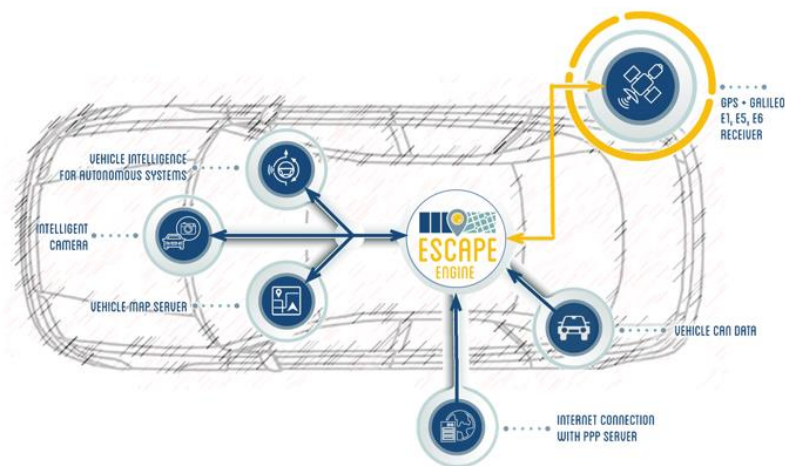 GPS + GALILEO
E1, E5, E6
RECEIVER
VEHICLE INTELLIGENCE
FOR AUTONOMOUS SYSTEMS
INTELLIGENT
CAMERA
ESCAPE
ENGINE
VEHICLE MAP SERVER
VEHICLE CAN DATA
INTERNET CONNECTION
WITH PPP SERVER